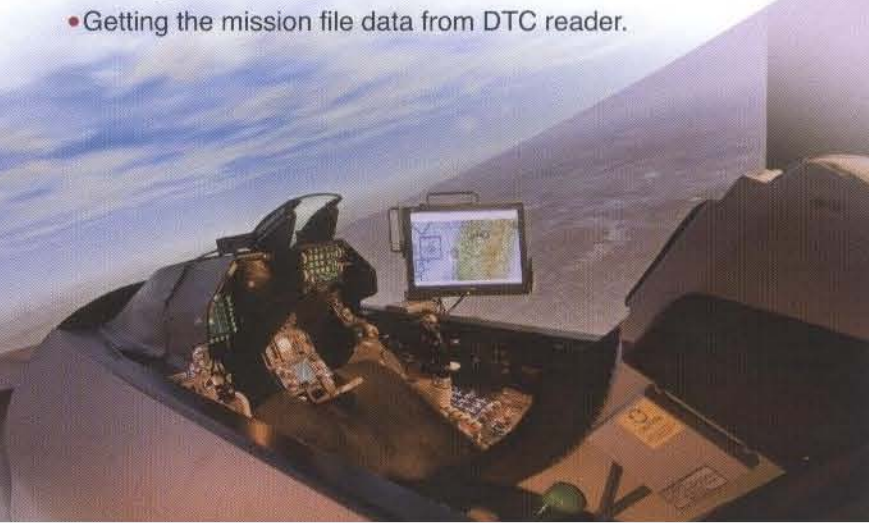 •Getting the mission file data from DTC reader.